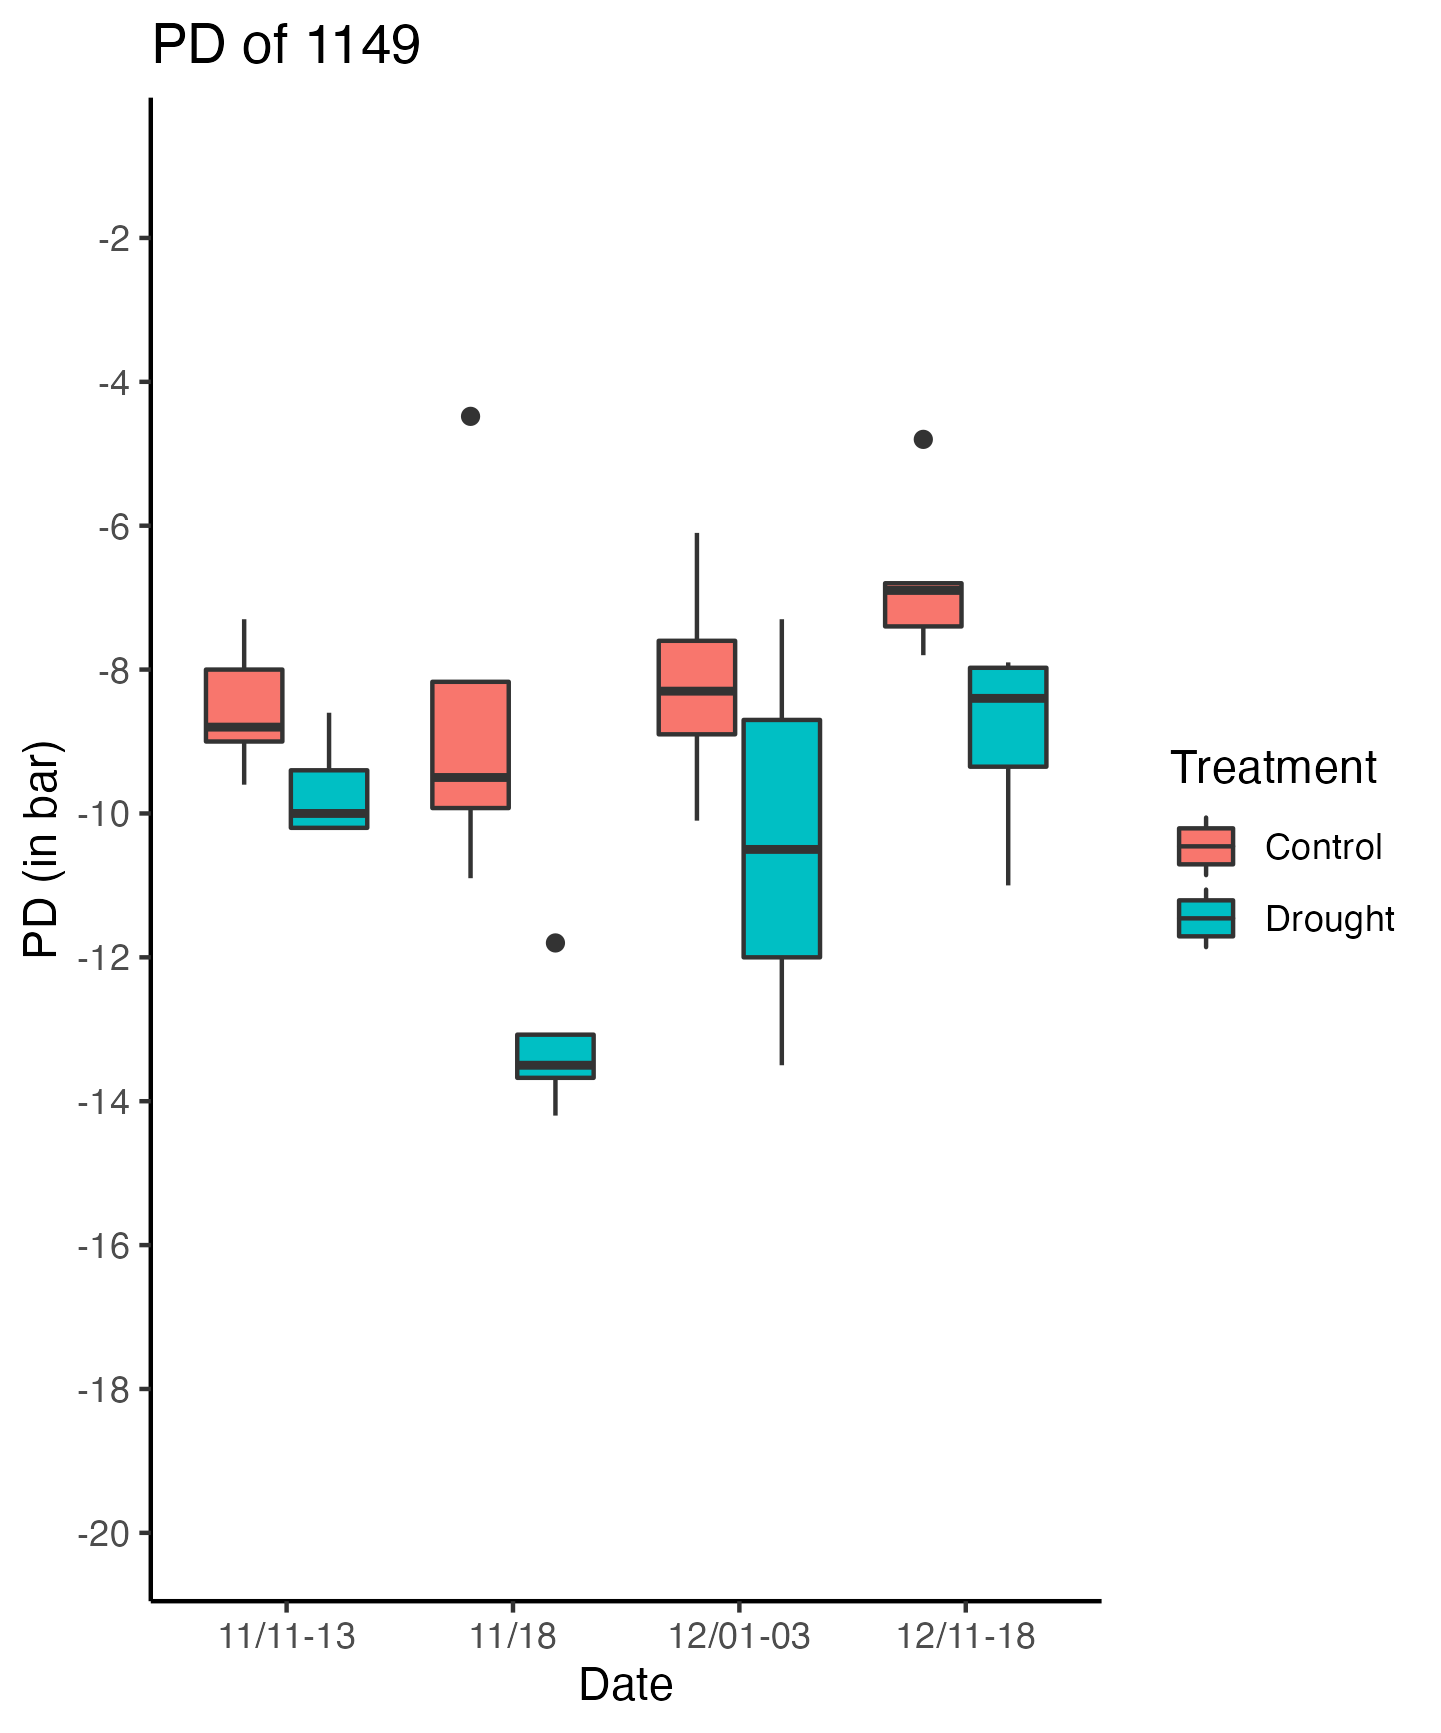 PD of 1149
PD (in bar)
-2
-4
-6
-8
-10
-12
-14
-16
-18
-20
11/11-13
11/18
12/01-03
12/11-18
Date
Treatment
Control
Drought